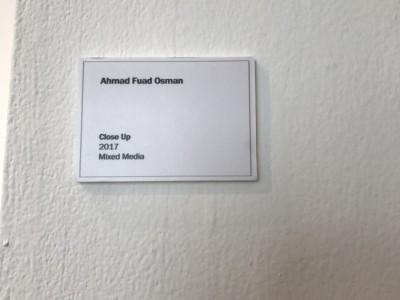 Ahmad Fuad Osman
Close Up
2017
Mixed Media